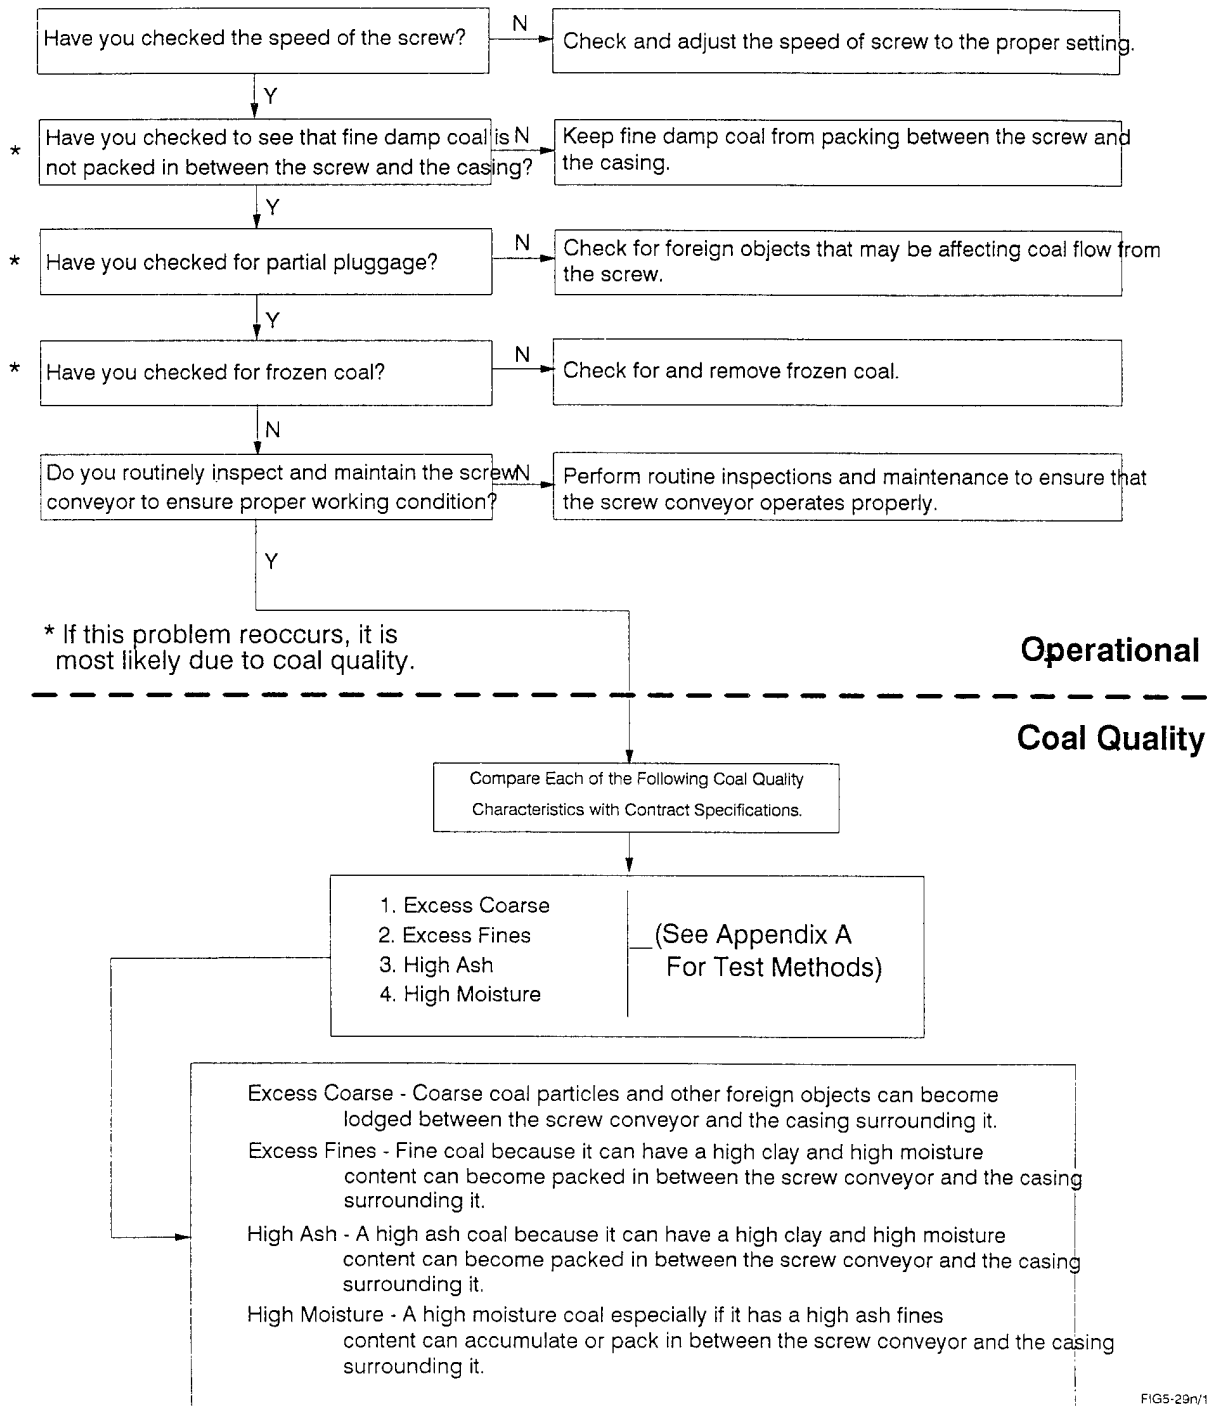 Have you checked the speed of the screw?
N
Check and adjust the speed of screw to the proper setting.
Y
*
Have you checked to see that fine damp coal is
not packed in between the screw and the casing?
N
Keep fine damp coal from packing between the screw and
the casing.
Y
*
Have you checked for partial pluggage?
N
Check for foreign objects that may be affecting coal flow from
the screw.
Y
*
Have you checked for frozen coal?
N
Check for and remove frozen coal.
N
Do you routinely inspect and maintain the screw
conveyor to ensure proper working condition?
N
Perform routine inspections and maintenance to ensure that
the screw conveyor operates properly.
Y
* If this problem reoccurs, it is
most likely due to coal quality.
Operational
Coal Quality
Compare Each of the Following Coal Quality
Characteristics with Contract Specifications.
1. Excess Coarse
2. Excess Fines
3. High Ash
4. High Moisture
(See Appendix A
For Test Methods)
Excess Coarse - Coarse coal particles and other foreign objects can become
lodged between the screw conveyor and the casing surrounding it.
Excess Fines - Fine coal because it can have a high clay and high moisture
content can become packed in between the screw conveyor and the casing
surrounding it.
High Ash - A high ash coal because it can have a high clay and high moisture
content can become packed in between the screw conveyor and the casing
surrounding it.
High Moisture - A high moisture coal especially if it has a high ash fines
content can accumulate or pack in between the screw conveyor and the casing
surrounding it.
FIG5-29n/1